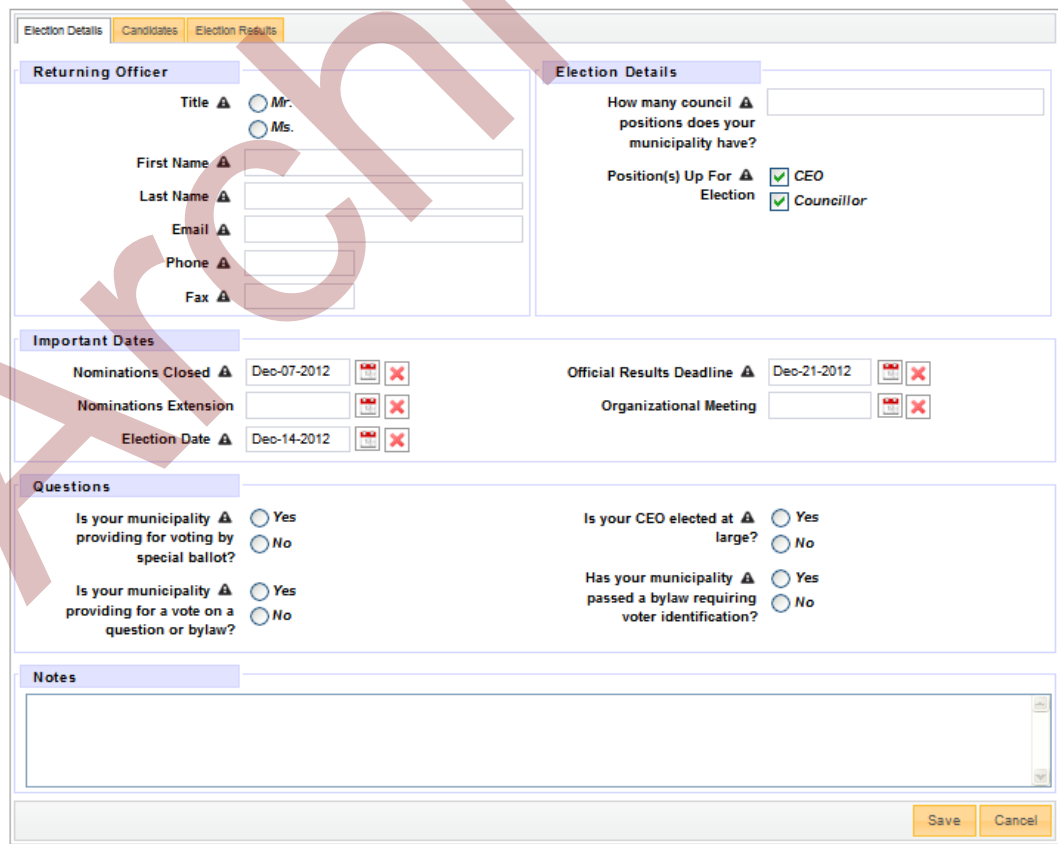 Election Details Candidates Election Results
Returning Officer
Title
Mr.
Ms.
First Name
Last Name
Email
Phone
Fax
Election Details
How many council
positions does your
municipality have?
Position(s) Up For
Election
CEO
Councillor
Important Dates
Nominations Closed Dec-07-2012
Nominations Extension
Election Date Dec-14-2012
Official Results Deadline Dec-21-2012
Organizational Meeting
Questions
Is your municipality
providing for voting by
special ballot?
Yes
No
Is your municipality
providing for a vote on a
question or bylaw?
Yes
No
Is your CEO elected at
large?
Yes
No
Has your municipality
passed a bylaw requiring
voter identification?
Yes
No
Notes
Save Cancel